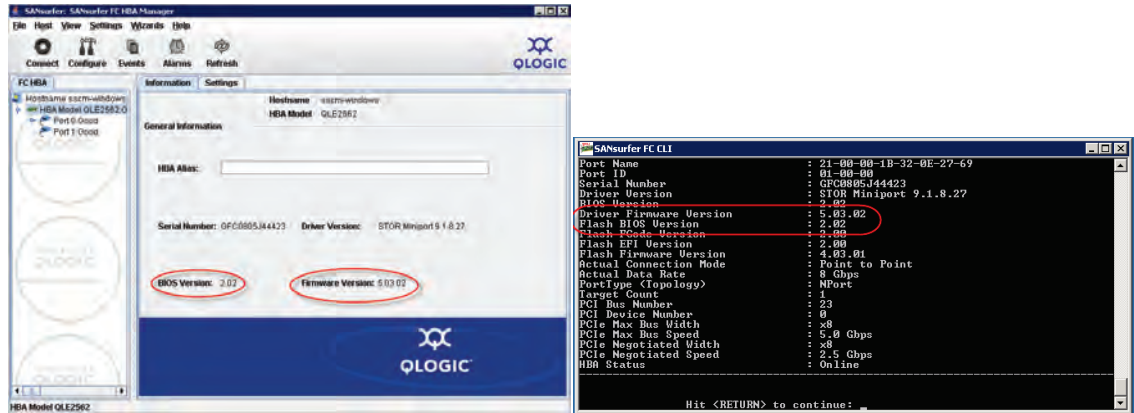 SANsurfer: SANsurfer FC HBA Manager
File Host View Settings Wizards Help
Connect Configure Events Alarms Refresh
QLOGIC
FC HBA
Information Settings
Hostname sscm-windows
HBA Model QLE2562:0
Port 0 Good
Port 1 Good
Hostname sscm-windows
HBA Model QLE2562
General Information
HBA Alias:
Serial Number: GFC0805J44423 Driver Version: STOR Miniport 9.1.8.27
BIOS Version: 2.02 Firmware Version: 5.03.02
QLOGIC
HBA Model QLE2562
SANsurfer FC CLI
Port Name : 21-00-00-1B-32-0E-27-69
Port ID : 01-00-00
Serial Number : GFC0805J44423
Driver Version : STOR Miniport 9.1.8.27
BIOS Version : 2.02
Driver Firmware Version : 5.03.02
Flash BIOS Version : 2.02
Flash FCode Version : 2.00
Flash EFI Version : 2.00
Flash Firmware Version : 4.03.01
Actual Connection Mode : Point to Point
Actual Data Rate : 8 Gbps
PortType (Topology) : NPort
Target Count : 1
PCI Bus Number : 23
PCI Device Number : 0
PCIe Max Bus Width : x8
PCIe Max Bus Speed : 5.0 Gbps
PCIe Negotiated Width : x8
PCIe Negotiated Speed : 2.5 Gbps
HBA Status : Online
Hit <RETURN> to continue: _